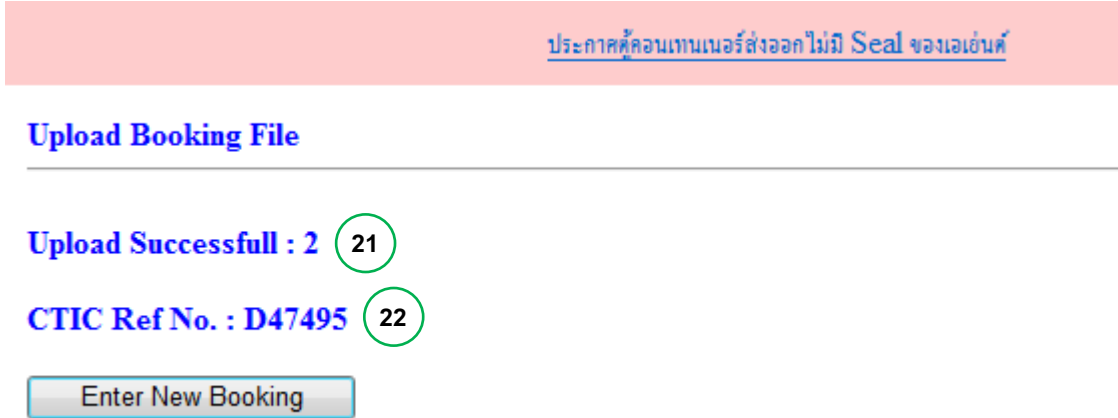 ประกาศตู้คอนเทนเนอร์ส่งออกไม่มี Seal ของเอเย่นต์
Upload Booking File
Upload Successfull : 2 21
CTIC Ref No. : D47495 22
Enter New Booking